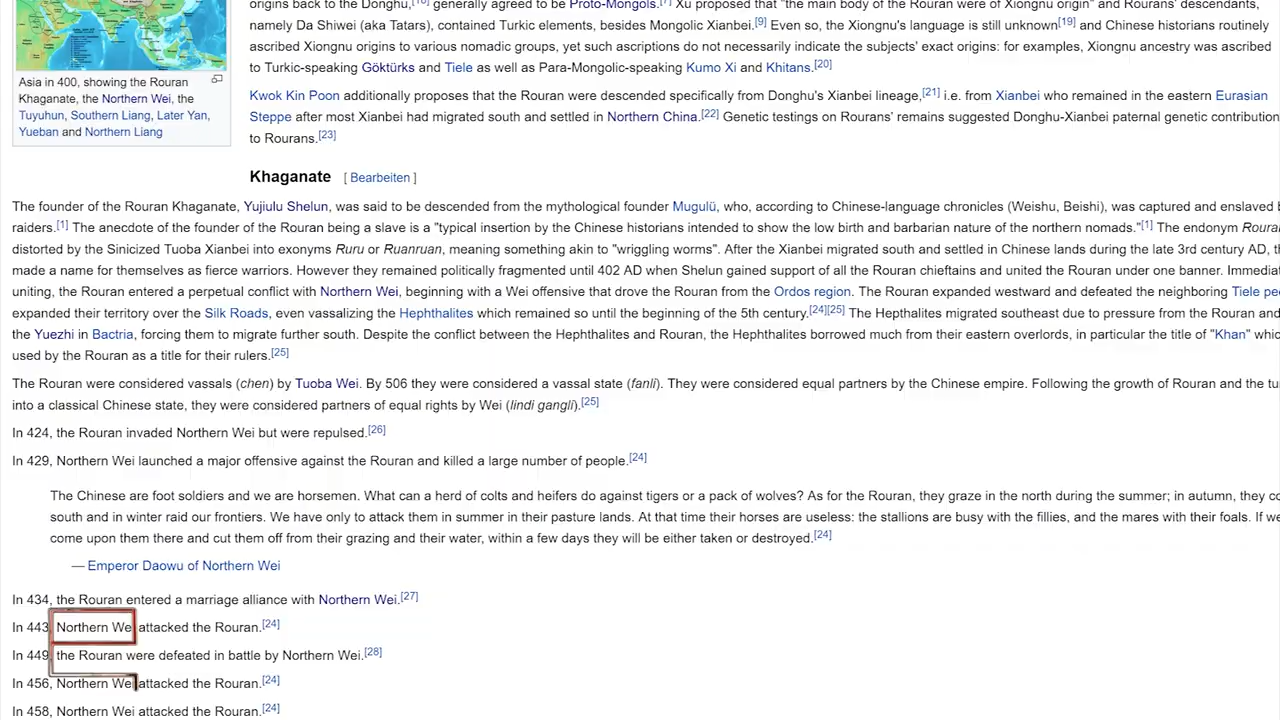 origins back to the Donghu,[16] generally agreed to be Proto-Mongols.[7] Xu proposed that "the main body of the Rouran were of Xiongnu origin" and Rourans' descendants,
namely Da Shiwei (aka Tatars), contained Turkic elements, besides Mongolic Xianbei.[9] Even so, the Xiongnu's language is still unknown[19] and Chinese historians routinely
ascribed Xiongnu origins to various nomadic groups, yet such ascriptions do not necessarily indicate the subjects' exact origins: for examples, Xiongnu ancestry was ascribed
to Turkic-speaking Göktürks and Tiele as well as Para-Mongolic-speaking Kumo Xi and Khitans.[20]
Asia in 400, showing the Rouran
Khaganate, the Northern Wei, the
Tuyuhun, Southern Liang, Later Yan,
Yueban and Northern Liang
Kwok Kin Poon additionally proposes that the Rouran were descended specifically from Donghu's Xianbei lineage,[21] i.e. from Xianbei who remained in the eastern Eurasian
Steppe after most Xianbei had migrated south and settled in Northern China.[22] Genetic testings on Rourans' remains suggested Donghu-Xianbei paternal genetic contribution
to Rourans.[23]
Khaganate [ Bearbeiten ]
The founder of the Rouran Khaganate, Yujiulu Shelun, was said to be descended from the mythological founder Mugulü, who, according to Chinese-language chronicles (Weishu, Beishi), was captured and enslaved
raiders.[1] The anecdote of the founder of the Rouran being a slave is a "typical insertion by the Chinese historians intended to show the low birth and barbarian nature of the northern nomads."[1] The endonym
distorted by the Sinicized Tuoba Xianbei into exonyms Ruru or Ruanruan, meaning something akin to "wriggling worms". After the Xianbei migrated south and settled in Chinese lands during the late 3rd century AD,
made a name for themselves as fierce warriors. However they remained politically fragmented until 402 AD when Shelun gained support of all the Rouran chieftains and united the Rouran under one banner.
uniting, the Rouran entered a perpetual conflict with Northern Wei, beginning with a Wei offensive that drove the Rouran from the Ordos region. The Rouran expanded westward and defeated the neighboring Tiele
expanded their territory over the Silk Roads, even vassalizing the Hephthalites which remained so until the beginning of the 5th century.[24][25] The Hepthalites migrated southeast due to pressure from the Rouran and
the Yuezhi in Bactria, forcing them to migrate further south. Despite the conflict between the Hephthalites and Rouran, the Hephthalites borrowed much from their eastern overlords, in particular the title of "Khan"
used by the Rouran as a title for their rulers.[25]
The Rouran were considered vassals (chen) by Tuoba Wei. By 506 they were considered a vassal state (fanli). They were considered equal partners by the Chinese empire. Following the growth of Rouran and the
into a classical Chinese state, they were considered partners of equal rights by Wei (lindi gangli).[25]
In 424, the Rouran invaded Northern Wei but were repulsed.[26]
In 429, Northern Wei launched a major offensive against the Rouran and killed a large number of people.[24]
The Chinese are foot soldiers and we are horsemen. What can a herd of colts and heifers do against tigers or a pack of wolves? As for the Rouran, they graze in the north during the summer; in autumn, they
south and in winter raid our frontiers. We have only to attack them in summer in their pasture lands. At that time their horses are useless: the stallions are busy with the fillies, and the mares with their foals. If
come upon them there and cut them off from their grazing and their water, within a few days they will be either taken or destroyed.[24]
— Emperor Daowu of Northern Wei
In 434, the Rouran entered a marriage alliance with Northern Wei.[27]
In 443, Northern Wei attacked the Rouran.[24]
In 449, the Rouran were defeated in battle by Northern Wei.[28]
In 456, Northern Wei attacked the Rouran.[24]
In 458, Northern Wei attacked the Rouran.[24]